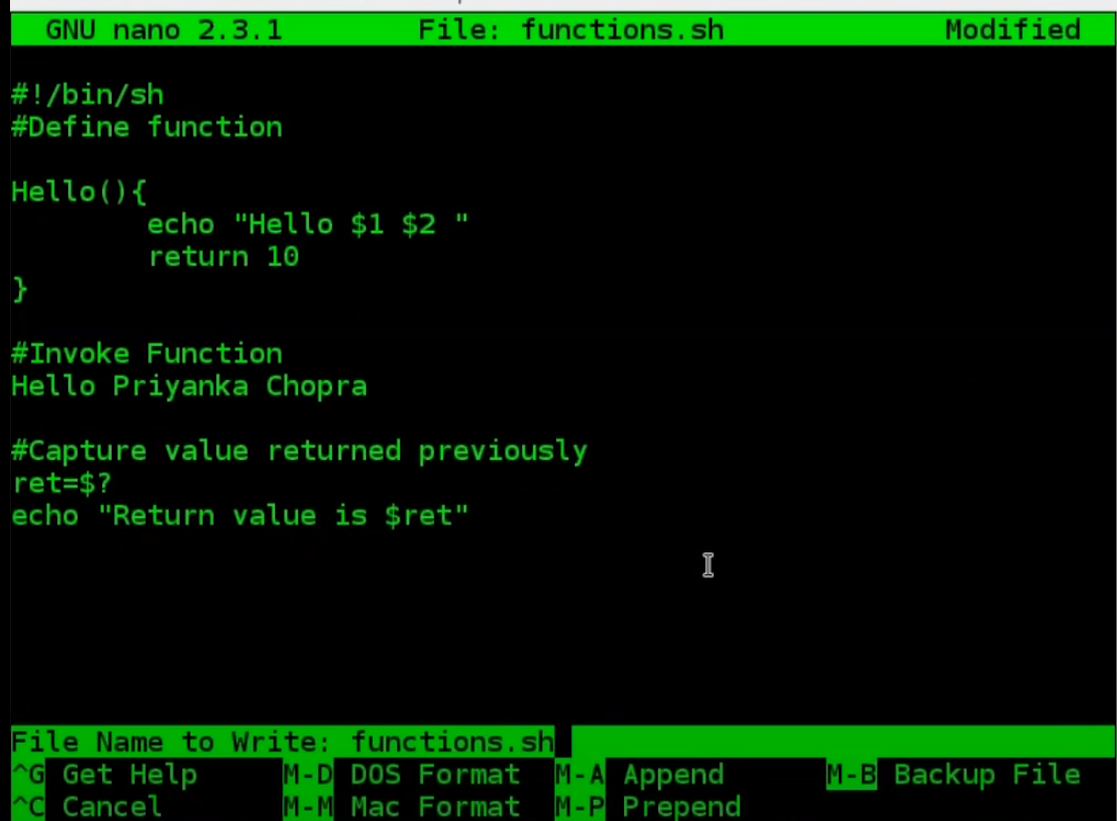 GNU nano 2.3.1 File: functions.sh Modified
#!/bin/sh
#Define function
Hello(){
echo "Hello $1 $2 "
return 10
}
#Invoke Function
Hello Priyanka Chopra
#Capture value returned previously
ret=$?
echo "Return value is $ret"
File Name to Write: functions.sh
^G Get Help M-D DOS Format M-A Append M-B Backup File
^C Cancel M-M Mac Format M-P Prepend